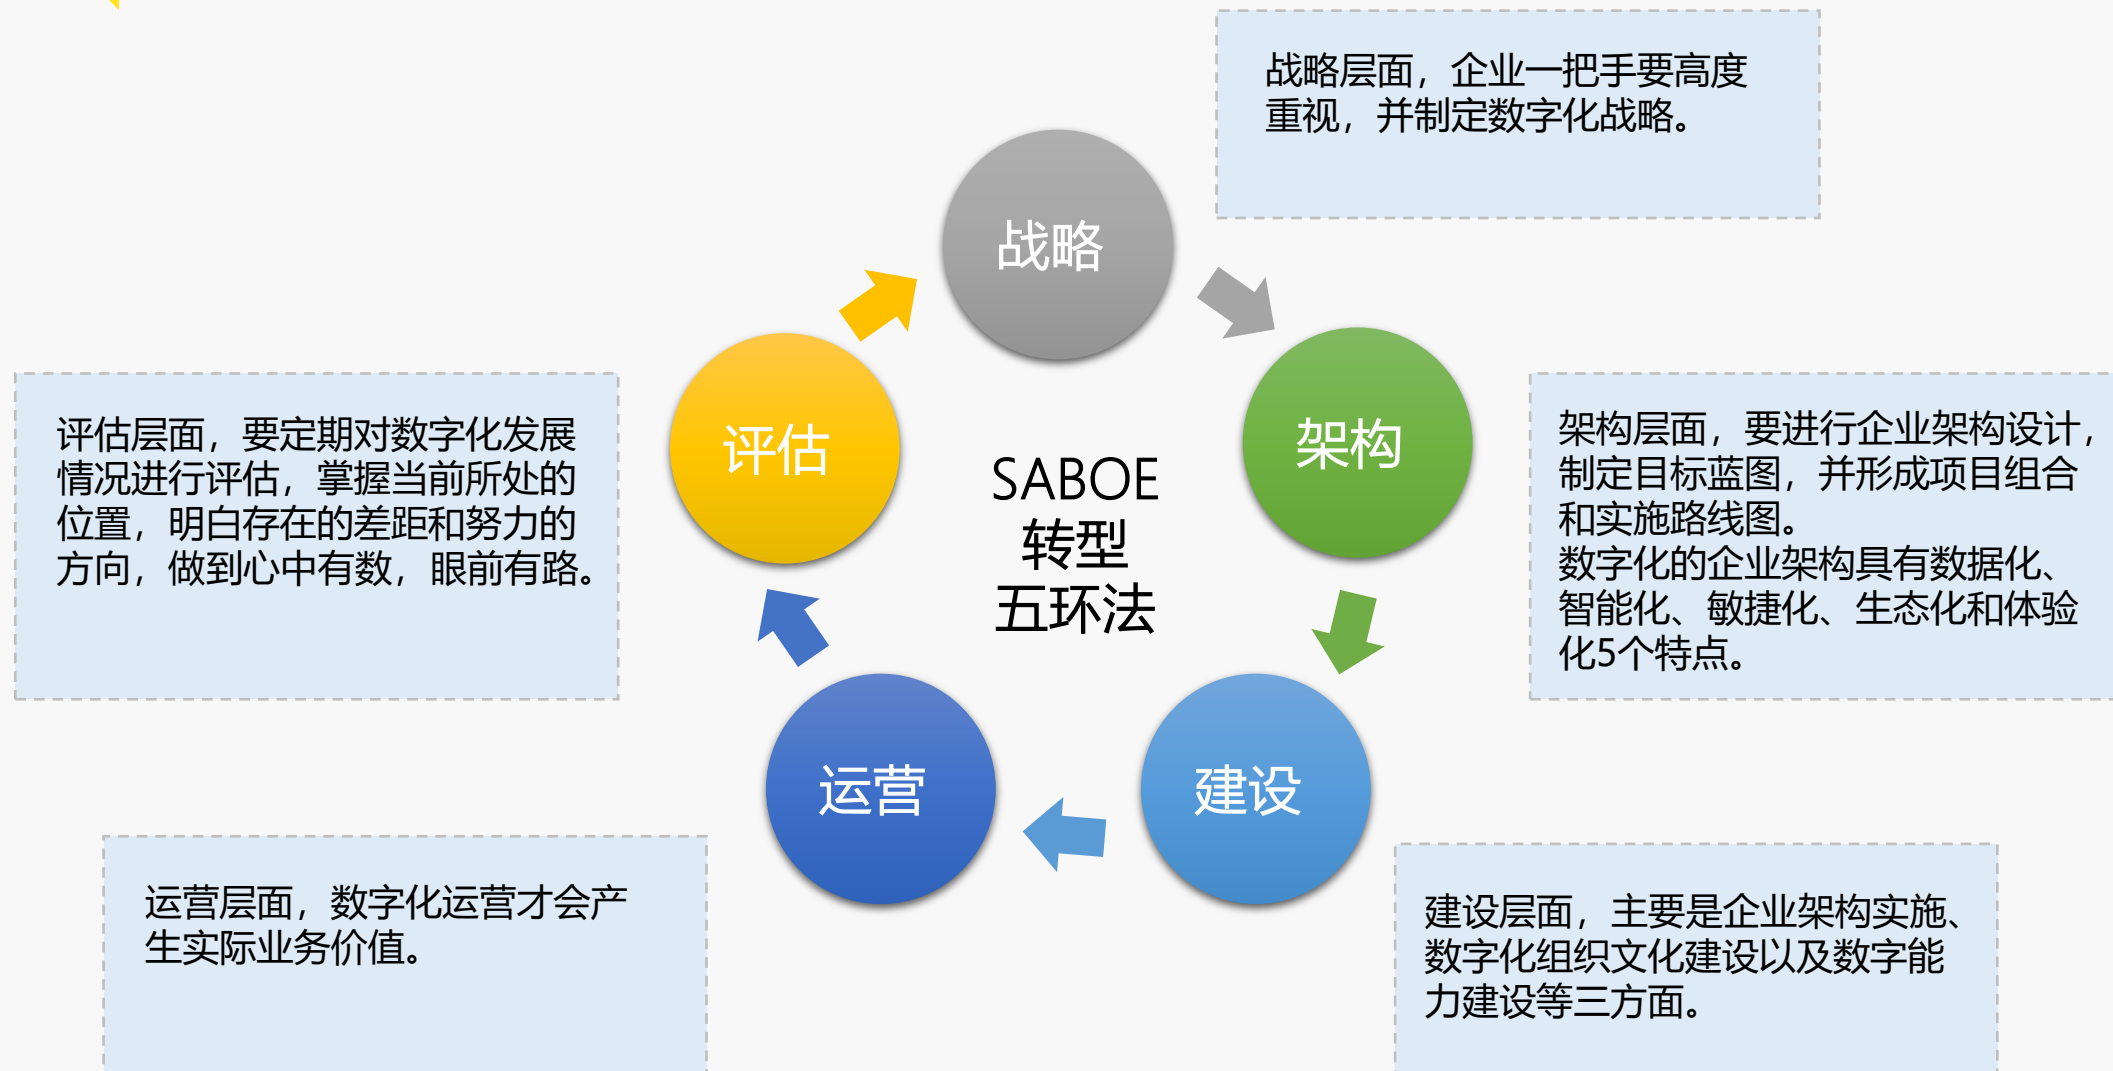 战略层面，企业一把手要高度
重视，并制定数字化战略。
战略
评估
架构
SABOE
转型
五环法
评估层面，要定期对数字化发展
情况进行评估，掌握当前所处的
位置，明白存在的差距和努力的
方向，做到心中有数，眼前有路。
架构层面，要进行企业架构设计，
制定目标蓝图，并形成项目组合
和实施路线图。
数字化的企业架构具有数据化、
智能化、敏捷化、生态化和体验
化5个特点。
运营
建设
运营层面，数字化运营才会产
生实际业务价值。
建设层面，主要是企业架构实施、
数字化组织文化建设以及数字能
力建设等三方面。